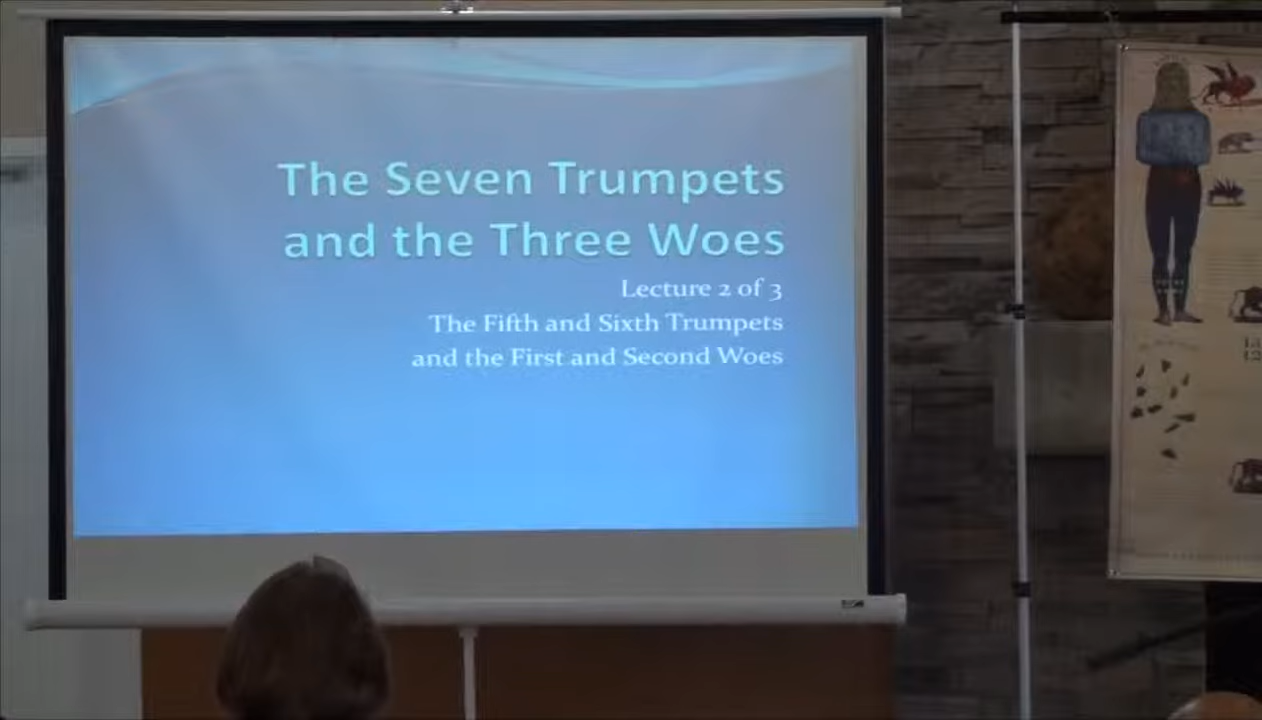 The Seven Trumpets
and the Three Woes
Lecture 2 of 3
The Fifth and Sixth Trumpets
and the First and Second Woes